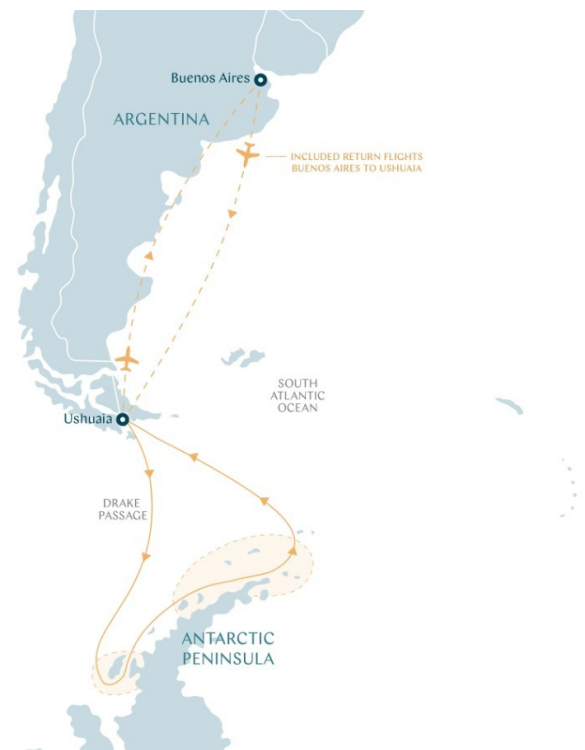 Buenos Aires
ARGENTINA
INCLUDED RETURN FLIGHTS
BUENOS AIRES TO USHUAIA
SOUTH
ATLANTIC
OCEAN
Ushuaia
DRAKE
PASSAGE
ANTARCTIC
PENINSULA